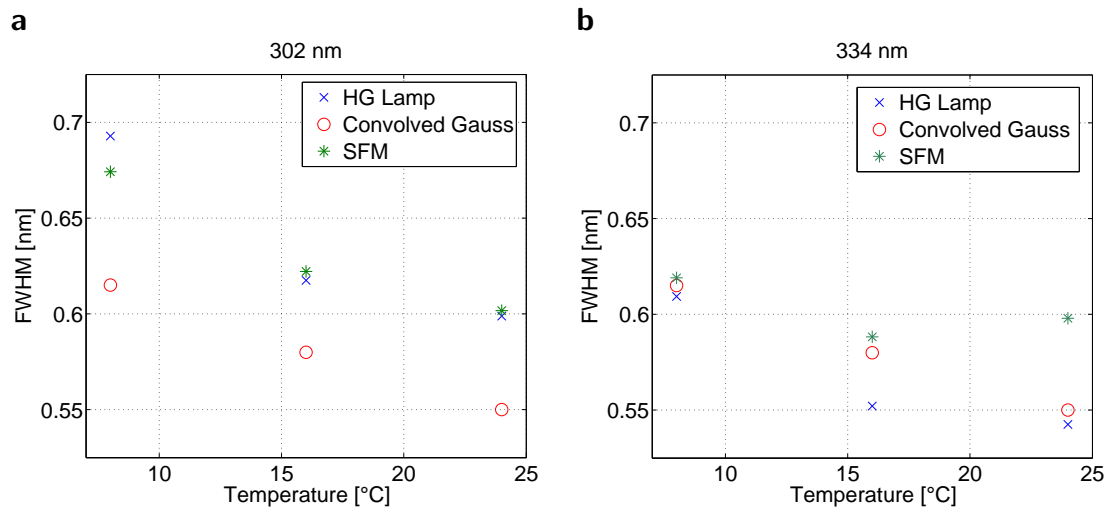 a
302 nm
HG Lamp
Convolved Gauss
SFM
0.7
0.65
0.6
0.55
FWHM [nm]
10
15
20
25
Temperature [°C]
b
334 nm
HG Lamp
Convolved Gauss
SFM
0.7
0.65
0.6
0.55
FWHM [nm]
10
15
20
25
Temperature [°C]